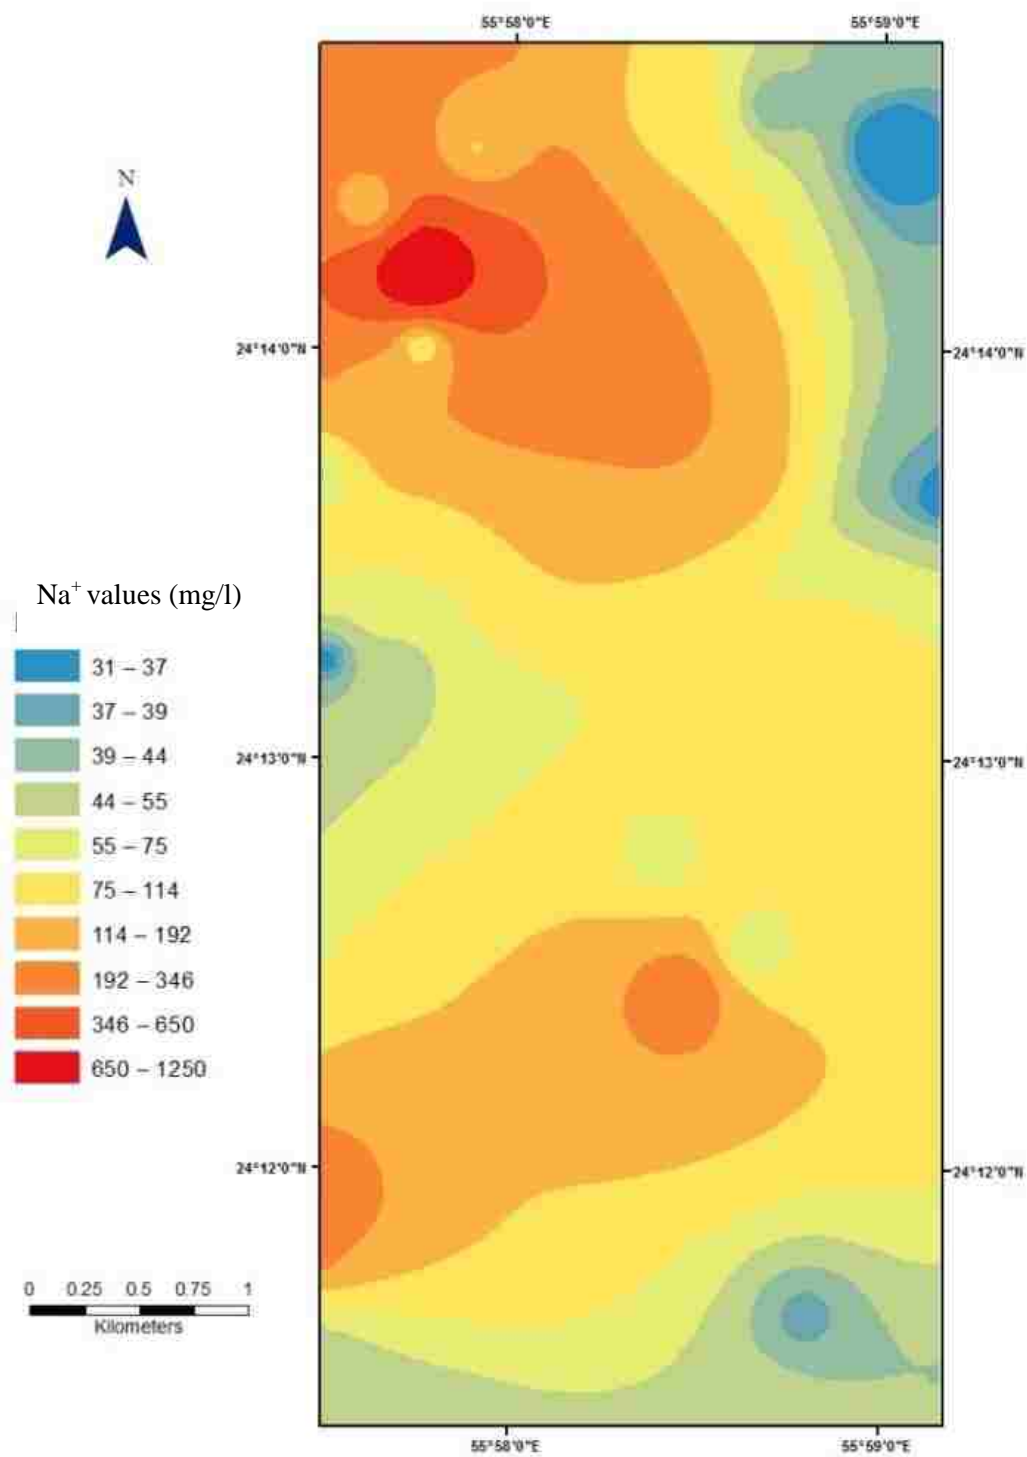 55°58'0"E 55°59'0"E
N
24°14'0"N 24°14'0"N
Na⁺ values (mg/l)
31 – 37
37 – 39
39 – 44
44 – 55
55 – 75
75 – 114
114 – 192
192 – 346
346 – 650
650 – 1250
24°13'0"N 24°13'0"N
24°12'0"N 24°12'0"N
0 0.25 0.5 0.75 1
Kilometers
55°58'0"E 55°59'0"E